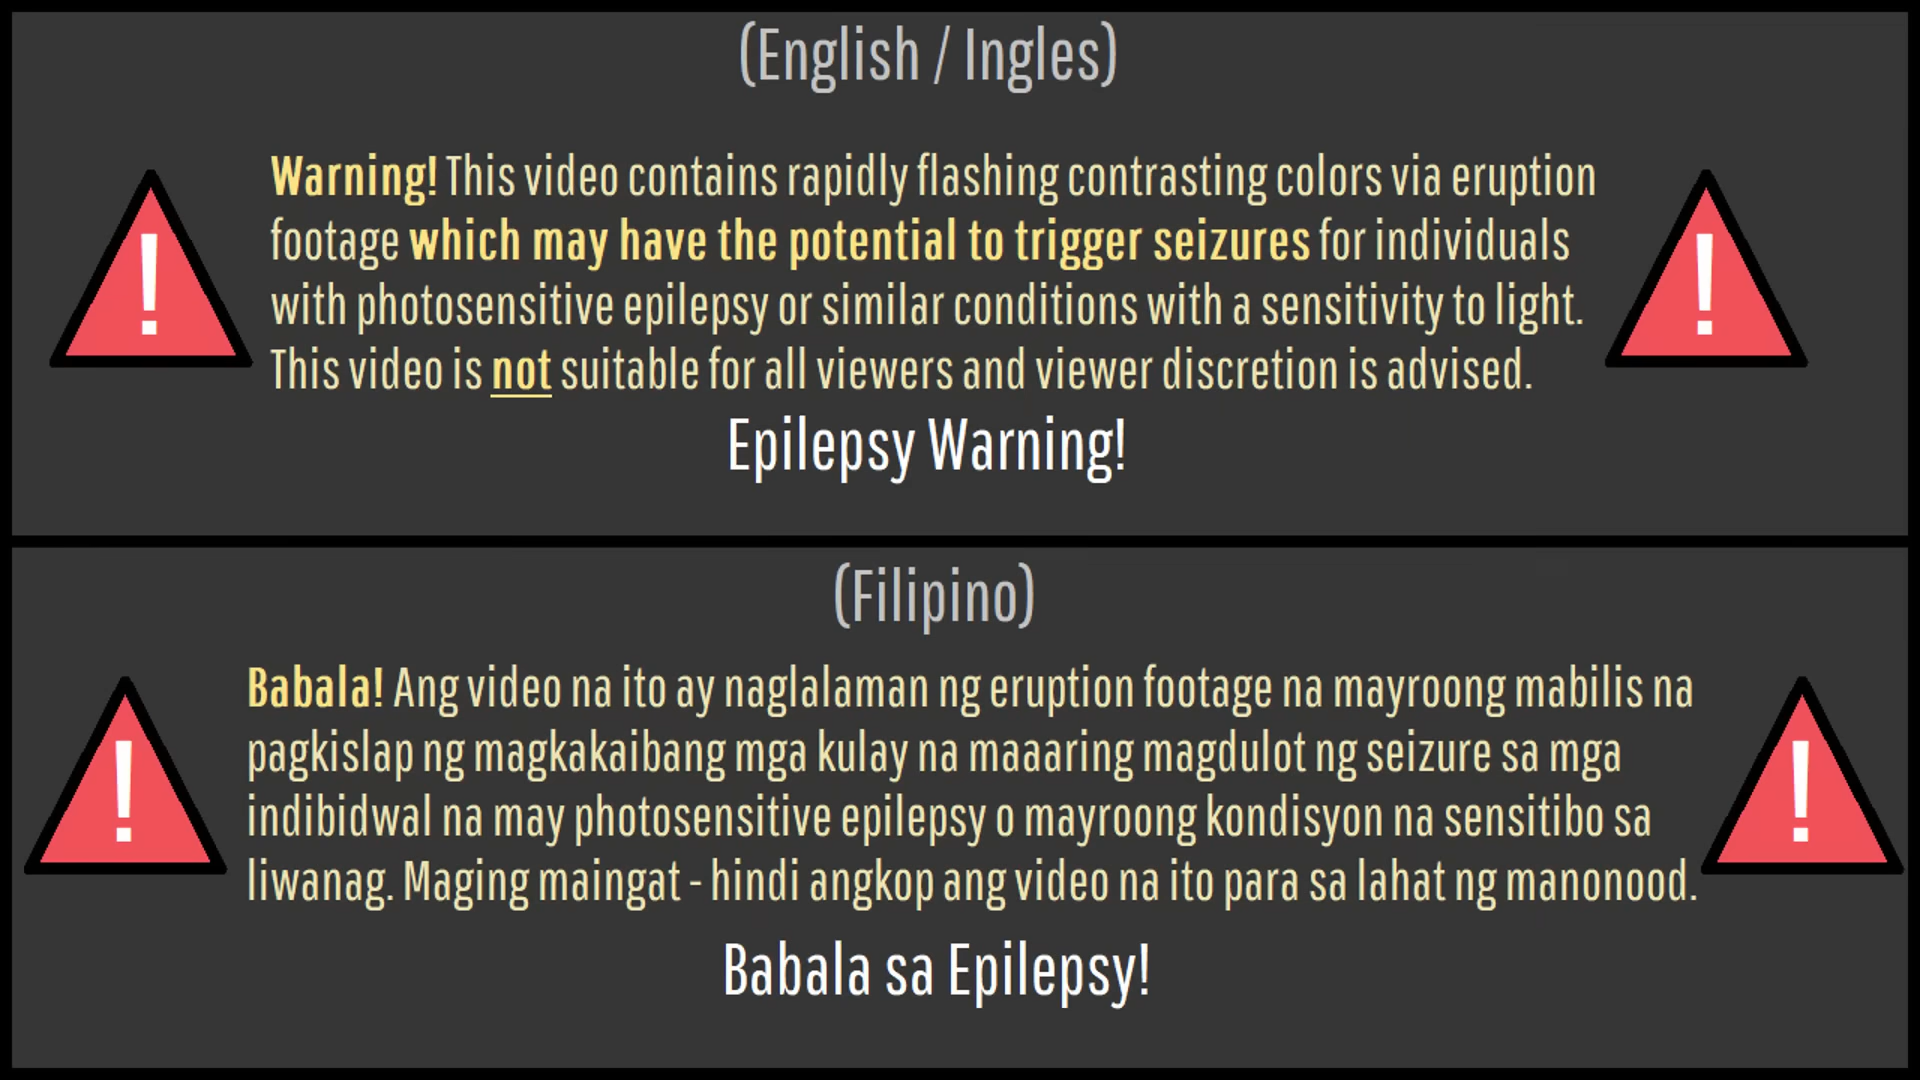 (English / Ingles)
Warning! This video contains rapidly flashing contrasting colors via eruption
footage which may have the potential to trigger seizures for individuals
with photosensitive epilepsy or similar conditions with a sensitivity to light.
This video is not suitable for all viewers and viewer discretion is advised.
Epilepsy Warning!
(Filipino)
Babala! Ang video na ito ay naglalaman ng eruption footage na mayroong mabilis na
pagkislap ng magkakaibang mga kulay na maaaring magdulot ng seizure sa mga
indibidwal na may photosensitive epilepsy o mayroong kondisyon na sensitibo sa
liwanag. Maging maingat - hindi angkop ang video na ito para sa lahat ng manonood.
Babala sa Epilepsy!